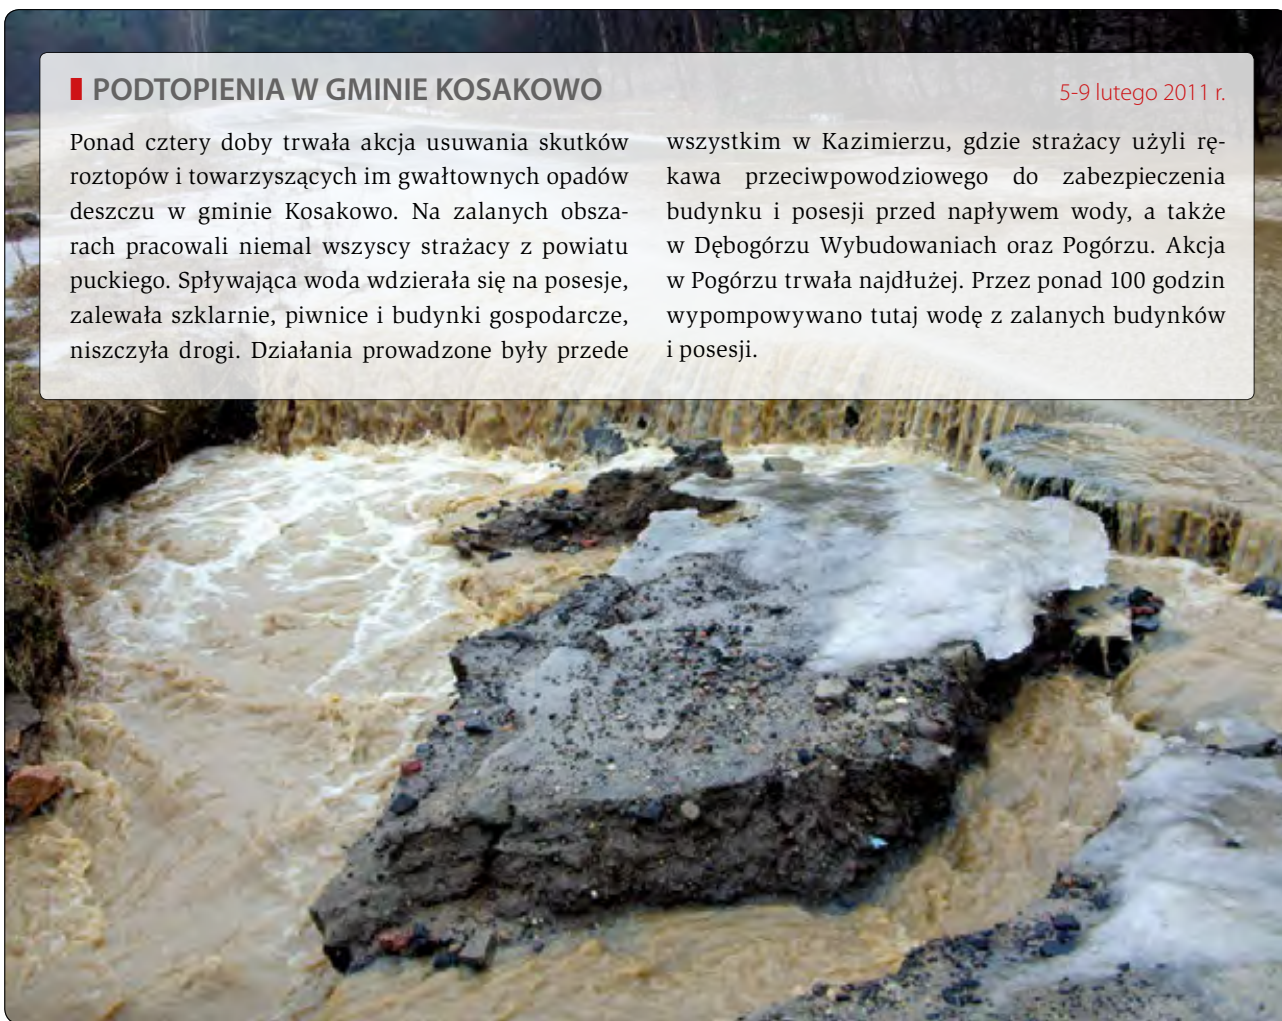 PODTOPIENIA W GMINIE KOSAKOWO
5-9 lutego 2011 r.
Ponad cztery doby trwała akcja usuwania skutków
roztopów i towarzyszących im gwałtownych opadów
deszczu w gminie Kosakowo. Na zalanych obsza-
rach pracowali niemal wszyscy strażacy z powiatu
puckiego. Spływająca woda wdzierała się na posesje,
zalewała szklarnie, piwnice i budynki gospodarcze,
niszczyła drogi. Działania prowadzone były przede
wszystkim w Kazimierzu, gdzie strażacy użyli rę-
kawa przeciwpowodziowego do zabezpieczenia
budynku i posesji przed napływem wody, a także
w Dębogórzu Wybudowaniach oraz Pogórzu. Akcja
w Pogórzu trwała najdłużej. Przez ponad 100 godzin
wypompowywano tutaj wodę z zalanych budynków
i posesji.